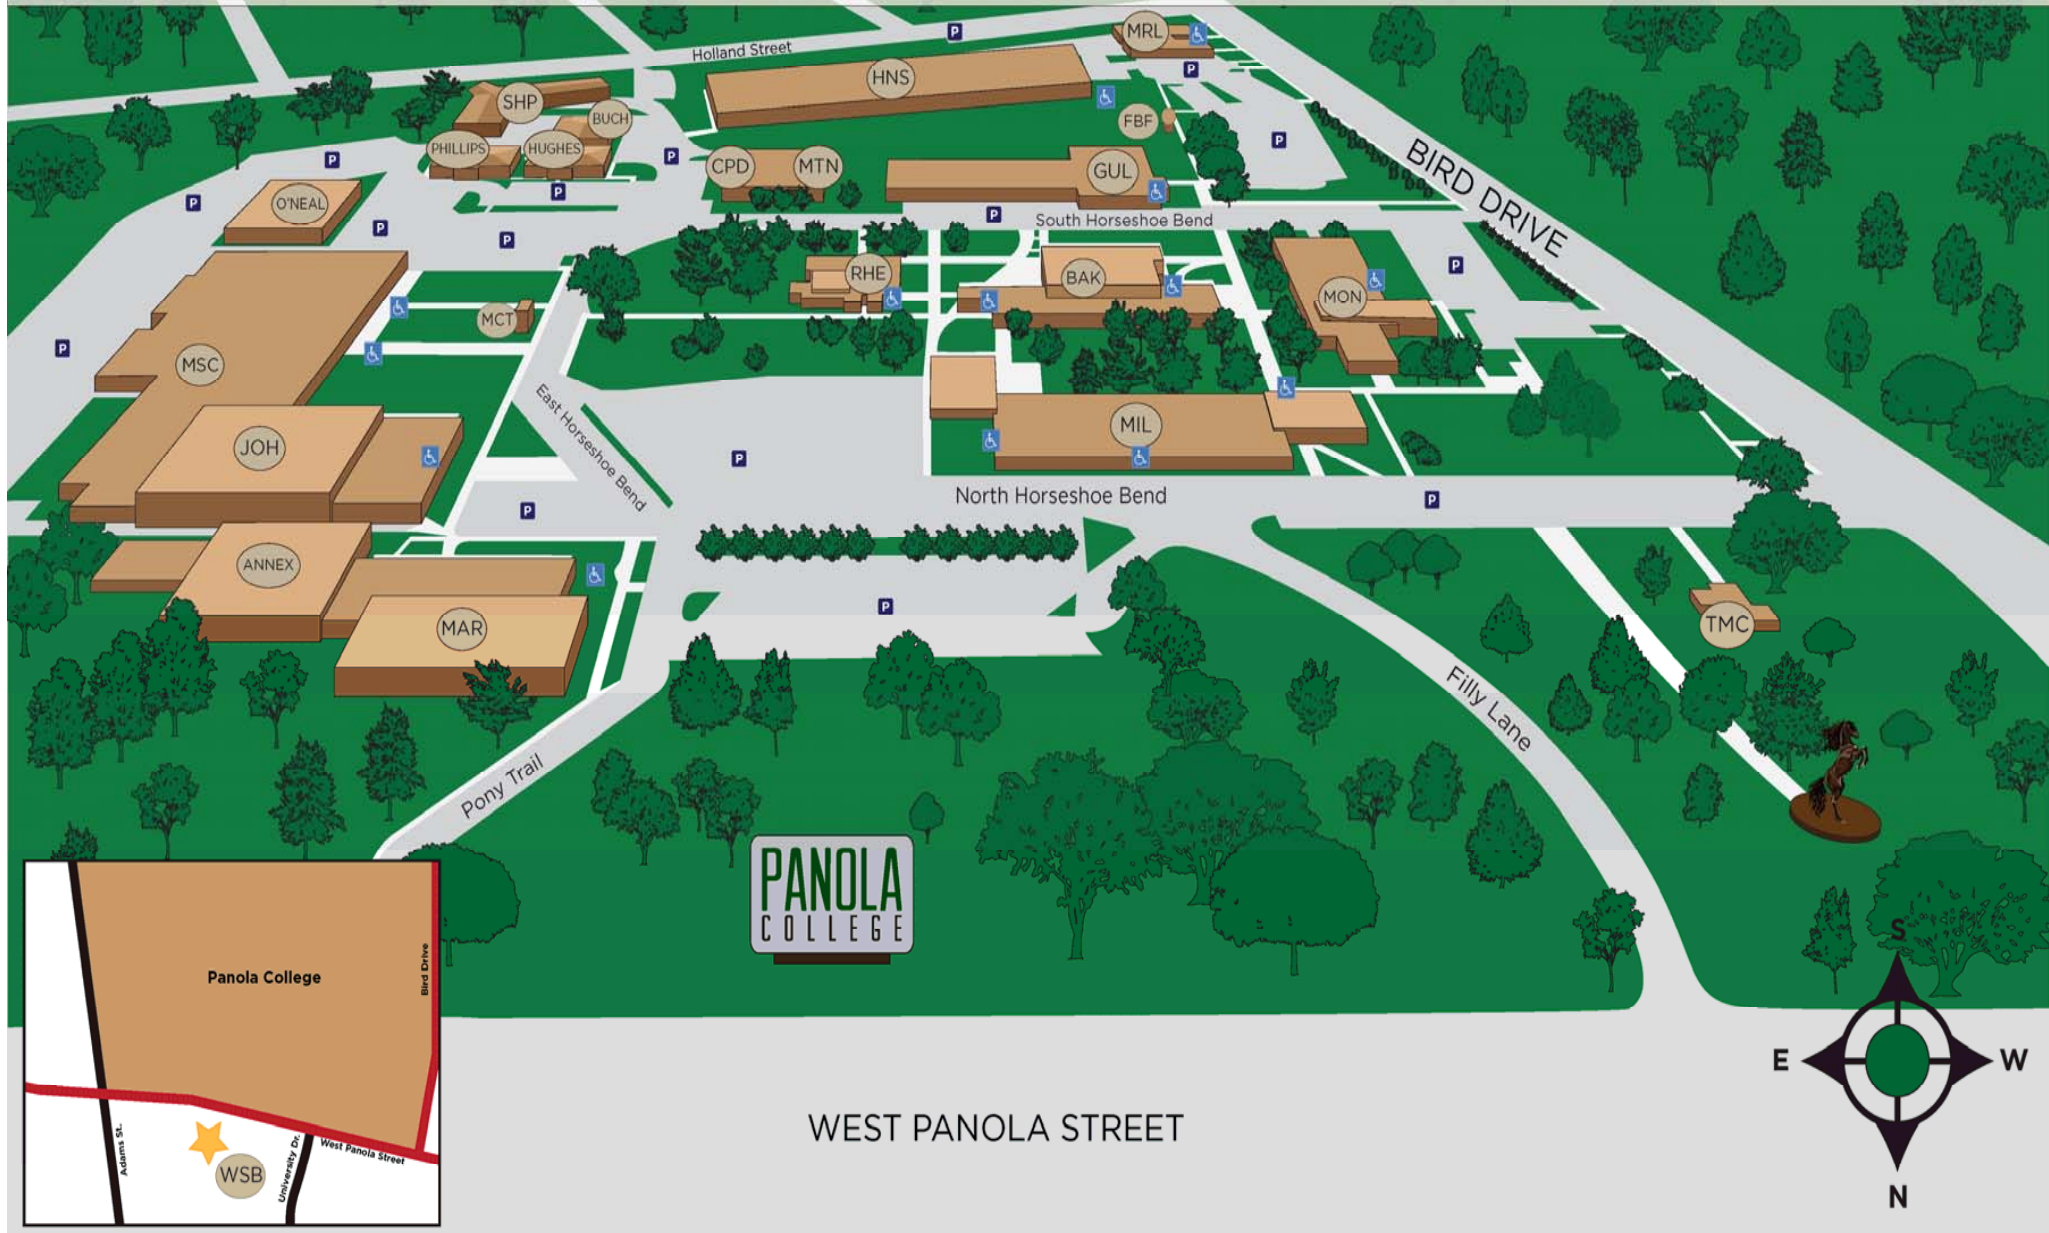 MRL
P
Holland Street
P
HNS
SHP
BUCH
FBF
P
PHILLIPS
HUGHES
P
P
CPD
MTN
GUL
P
O'NEAL
P
P
P
P
P
South Horseshoe Bend
BIRD DRIVE
RHE
BAK
MON
P
MCT
MSC
P
East Horseshoe Bend
JOH
MIL
P
P
North Horseshoe Bend
P
ANNEX
P
MAR
TMC
Filly Lane
Pony Trail
PANOLA
COLLEGE
Panola College
Bird Drive
Adams St.
University Dr.
West Panola Street
WSB
WEST PANOLA STREET
S
E
W
N